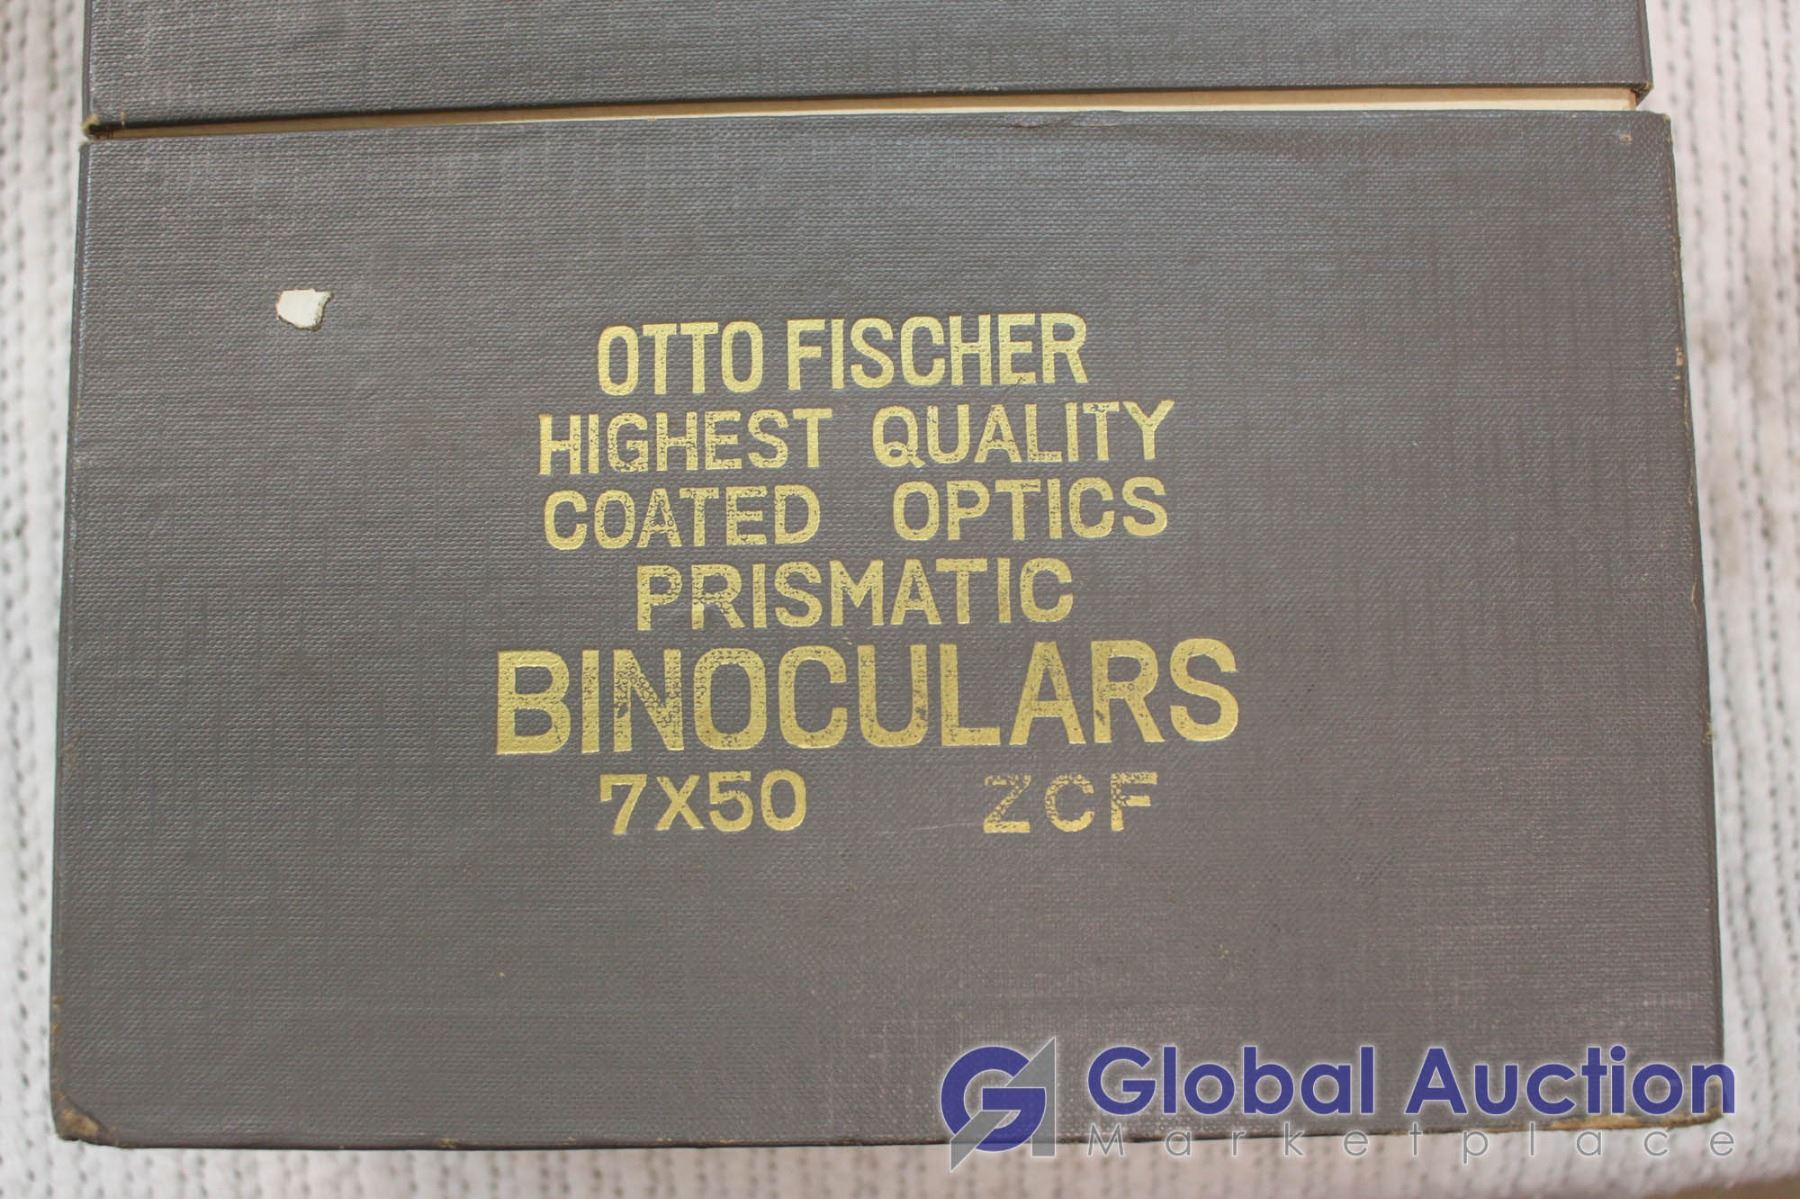 OTTO FISCHER
HIGHEST QUALITY
COATED OPTICS
PRISMATIC
BINOCULARS
7X50 ZCF
Global Auction
Marketplace